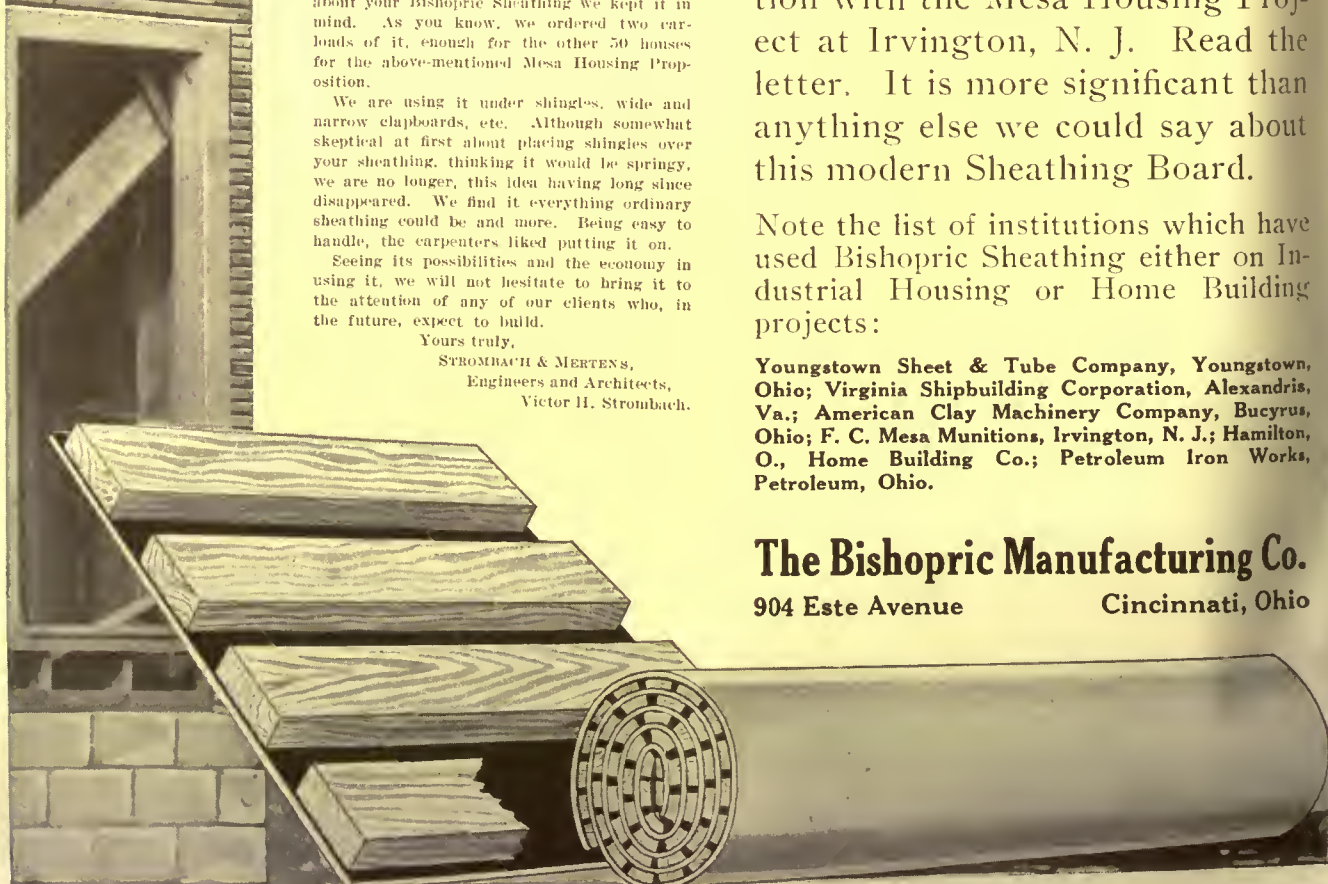 about your Bishopric Sheathing we kept it in
mind. As you know, we ordered two car-
loads of it, enough for the other 50 houses
for the above-mentioned Mesa Housing Prop-
osition.
We are using it under shingles, wide and
narrow clapboards, etc. Although somewhat
skeptical at first about placing shingles over
your sheathing, thinking it would be springy,
we are no longer, this idea having long since
disappeared. We find it everything ordinary
sheathing could be and more. Being easy to
handle, the carpenters liked putting it on.
Seeing its possibilities and the economy in
using it, we will not hesitate to bring it to
the attention of any of our clients who, in
the future, expect to build.
Yours truly,
STROMBACH & MERTENS,
Engineers and Architects,
Victor H. Strombach.
tion with the Mesa Housing Proj-
ect at Irvington, N. J. Read the
letter. It is more significant than
anything else we could say about
this modern Sheathing Board.
Note the list of institutions which have
used Bishopric Sheathing either on In-
dustrial Housing or Home Building
projects:
Youngstown Sheet & Tube Company, Youngstown,
Ohio; Virginia Shipbuilding Corporation, Alexandris,
Va.; American Clay Machinery Company, Bucyrus,
Ohio; F. C. Mesa Munitions, Irvington, N. J.; Hamilton,
O., Home Building Co.; Petroleum Iron Works,
Petroleum, Ohio.
The Bishopric Manufacturing Co.
904 Este Avenue Cincinnati, Ohio